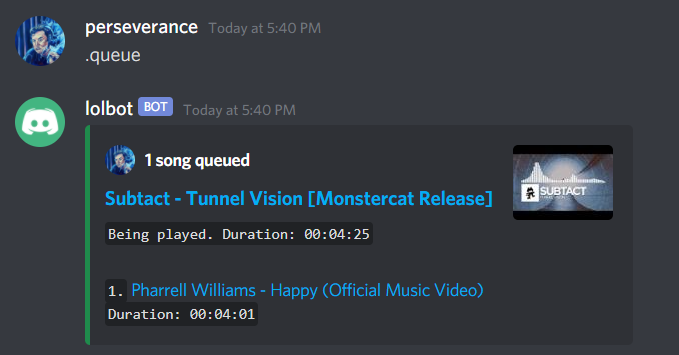 perseverance Today at 5:40 PM
.queue
lolbot BOT Today at 5:40 PM
1 song queued
Subtact - Tunnel Vision [Monstercat Release]
Being played. Duration: 00:04:25
SUBTACT
1. Pharrell Williams - Happy (Official Music Video)
Duration: 00:04:01